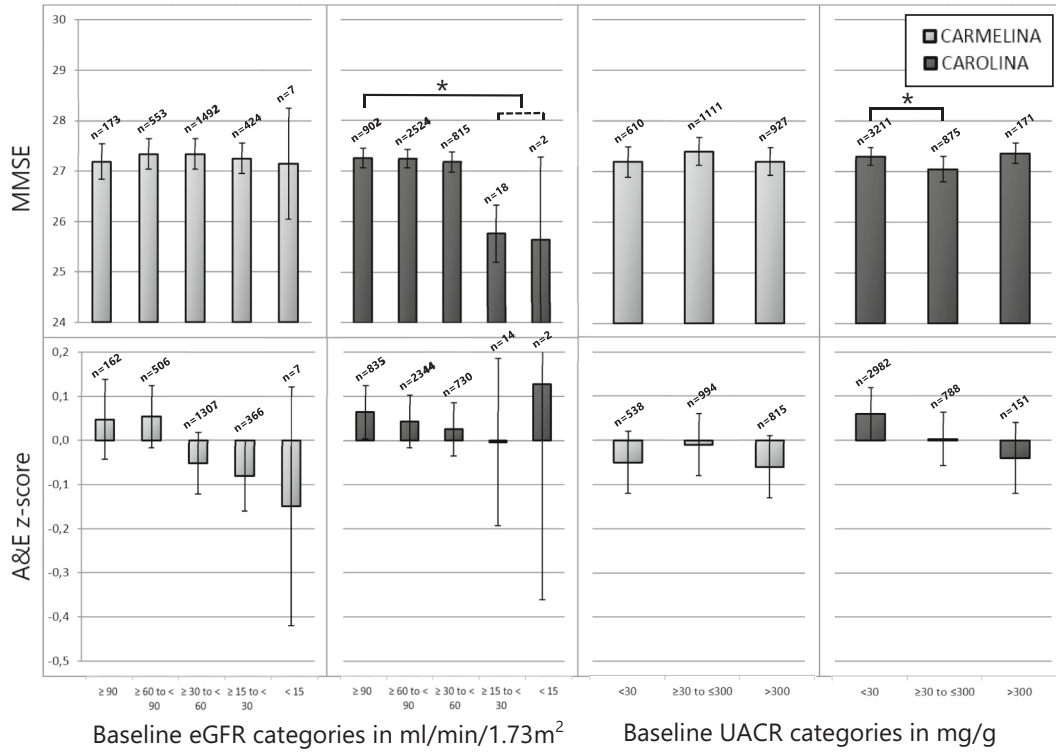 CARMELINA
CAROLINA
MMSE
30
29
28
27
26
25
24
n=173
n=553
n=1492
n=424
n=7
*
n=902
n=2524
n=815
n=18
n=2
n=610
n=1111
n=927
*
n=3211
n=875
n=171
A&E z-score
0,2
0,1
0,0
-0,1
-0,2
-0,3
-0,4
-0,5
n=162
n=506
n=1307
n=366
n=7
n=835
n=2344
n=730
n=14
n=2
n=538
n=994
n=815
n=2982
n=788
n=151
≥ 90
≥ 60 to <
90
≥ 30 to <
60
≥ 15 to <
30
< 15
≥ 90
≥ 60 to <
90
≥ 30 to <
60
≥ 15 to <
30
< 15
<30
≥30 to ≤300
>300
<30
≥30 to ≤300
>300
Baseline eGFR categories in ml/min/1.73m²
Baseline UACR categories in mg/g